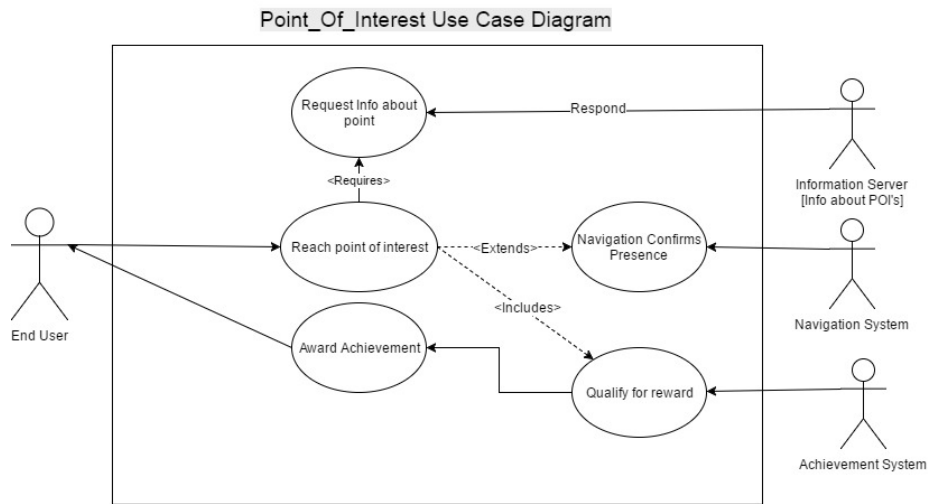 Point_Of_Interest Use Case Diagram
Request Info about
point
Respond
Information Server
[Info about POI's]
<Requires>
Reach point of interest
<Extends>
Navigation Confirms
Presence
<Includes>
End User
Navigation System
Award Achievement
Qualify for reward
Achievement System